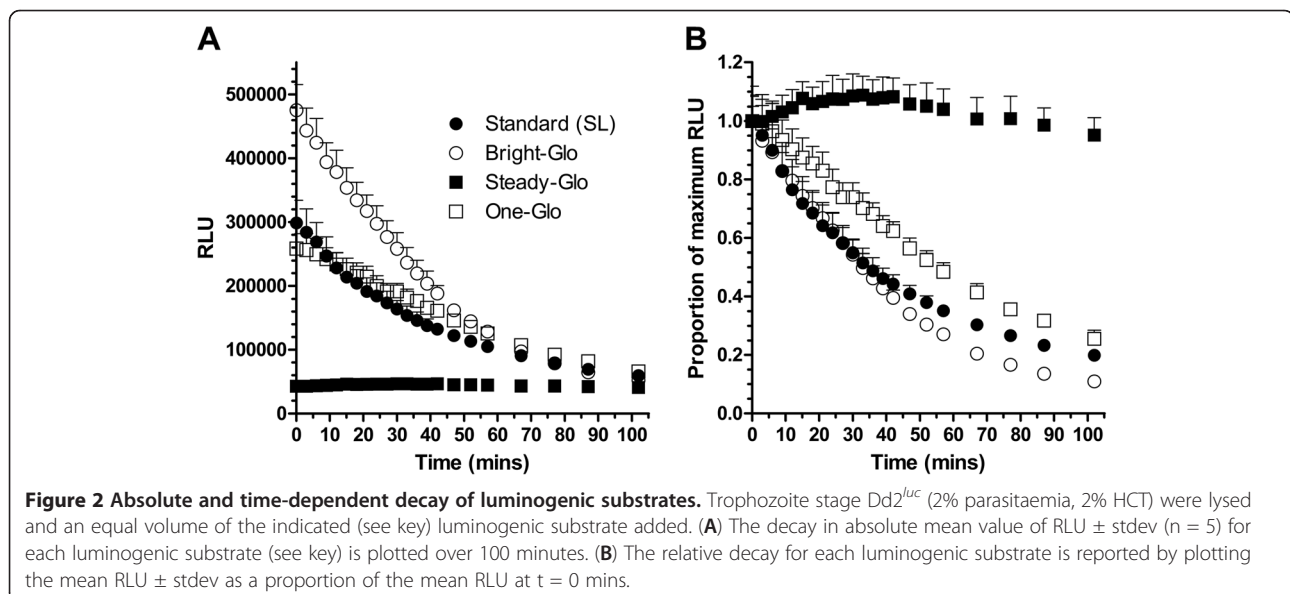 A
RLU
500000
400000
300000
200000
100000
0
Standard (SL)
Bright-Glo
Steady-Glo
One-Glo
0 10 20 30 40 50 60 70 80 90 100
Time (mins)
B
Proportion of maximum RLU
1.2
1.0
0.8
0.6
0.4
0.2
0.0
0 10 20 30 40 50 60 70 80 90 100
Time (mins)
Figure 2 Absolute and time-dependent decay of luminogenic substrates. Trophozoite stage Dd2luc (2% parasitaemia, 2% HCT) were lysed
and an equal volume of the indicated (see key) luminogenic substrate added. (A) The decay in absolute mean value of RLU ± stdev (n = 5) for
each luminogenic substrate (see key) is plotted over 100 minutes. (B) The relative decay for each luminogenic substrate is reported by plotting
the mean RLU ± stdev as a proportion of the mean RLU at t = 0 mins.